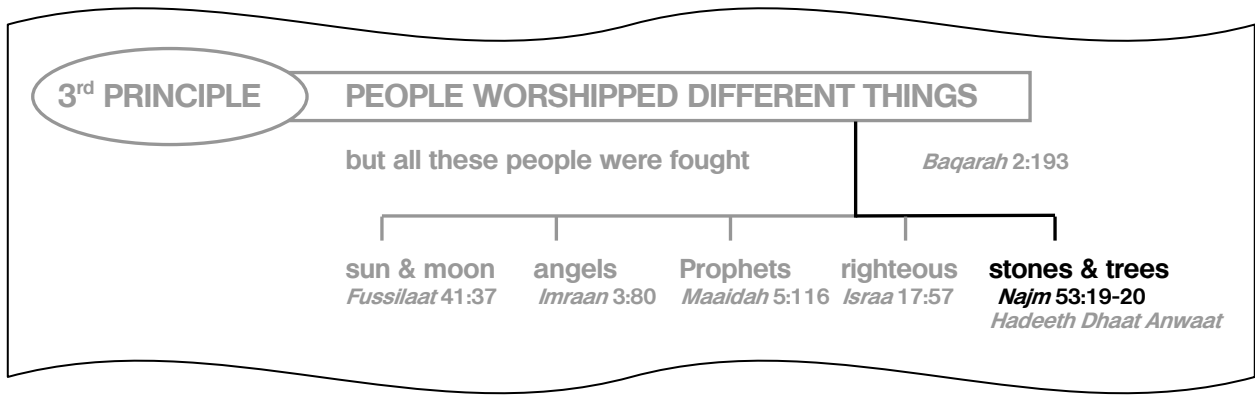 3rd PRINCIPLE PEOPLE WORSHIPPED DIFFERENT THINGS
but all these people were fought Baqarah 2:193
sun & moon angels Prophets righteous stones & trees
Fussilaat 41:37 Imraan 3:80 Maaidah 5:116 Israa 17:57 Najm 53:19-20
Hadeeth Dhaat Anwaat